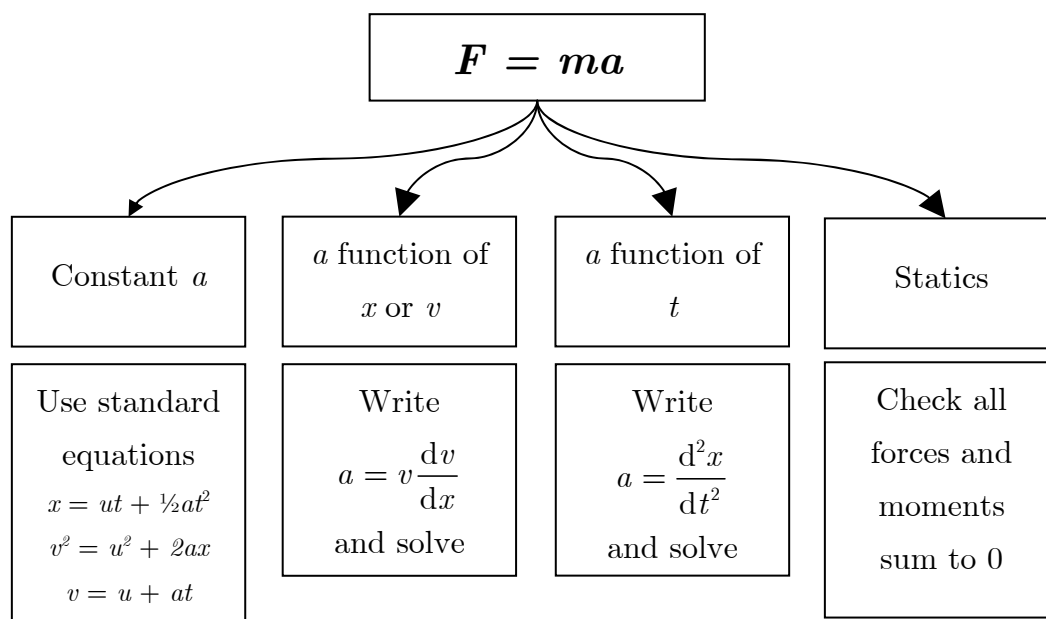 F = ma
Constant a
a function of
x or v
a function of
t
Statics
Use standard
equations
x = ut + ½at²
v² = u² + 2ax
v = u + at
Write
a = v dv/dx
and solve
Write
a = d²x/dt²
and solve
Check all
forces and
moments
sum to 0